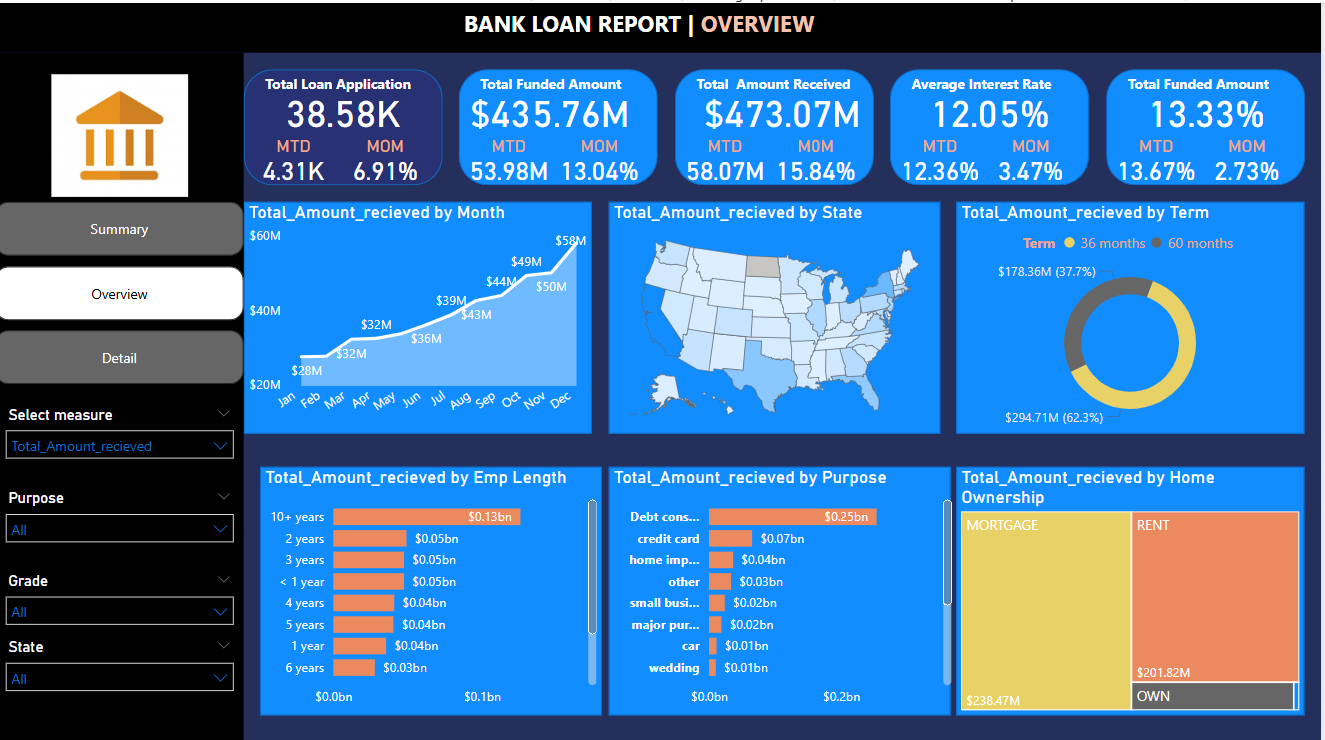 BANK LOAN REPORT | OVERVIEW
Total Loan Application
38.58K
MTD MOM
4.31K 6.91%
Total Funded Amount
$435.76M
MTD MOM
53.98M 13.04%
Total Amount Received
$473.07M
MTD MOM
58.07M 15.84%
Average Interest Rate
12.05%
MTD MOM
12.36% 3.47%
Total Funded Amount
13.33%
MTD MOM
13.67% 2.73%
Summary
Overview
Detail
Select measure
Total_Amount_recieved
Purpose
All
Grade
All
State
All
Total_Amount_recieved by Month
$60M
$40M
$20M
$28M
$32M
$32M
$36M
$39M
$43M
$44M
$49M
$50M
$58M
Jan Feb Mar Apr May Jun Jul Aug Sep Oct Nov Dec
Total_Amount_recieved by State
Total_Amount_recieved by Term
Term 36 months 60 months
$178.36M (37.7%)
$294.71M (62.3%)
Total_Amount_recieved by Emp Length
10+ years $0.13bn
2 years $0.05bn
3 years $0.05bn
< 1 year $0.05bn
4 years $0.04bn
5 years $0.04bn
1 year $0.04bn
6 years $0.03bn
$0.0bn $0.1bn
Total_Amount_recieved by Purpose
Debt cons... $0.25bn
credit card $0.07bn
home imp... $0.04bn
other $0.03bn
small busi... $0.02bn
major pur... $0.02bn
car $0.01bn
wedding $0.01bn
$0.0bn $0.2bn
Total_Amount_recieved by Home
Ownership
MORTGAGE
$238.47M
RENT
$201.82M
OWN